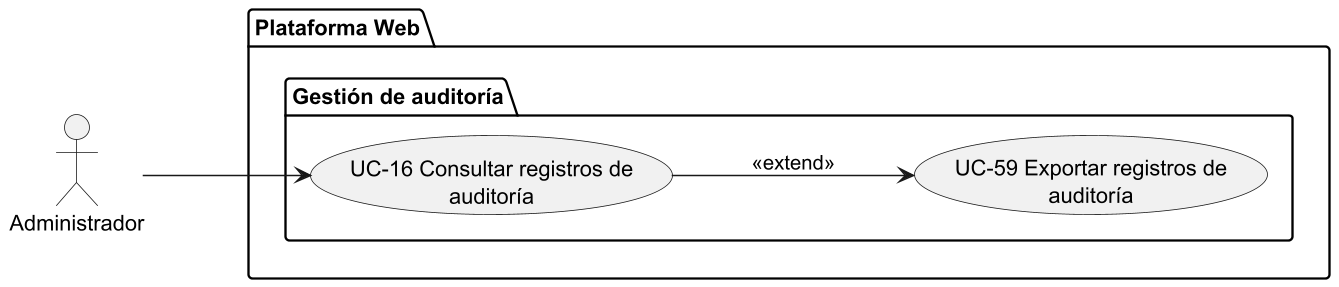 Plataforma Web
Gestión de auditoría
Administrador
UC-16 Consultar registros de
auditoría
«extend»
UC-59 Exportar registros de
auditoría